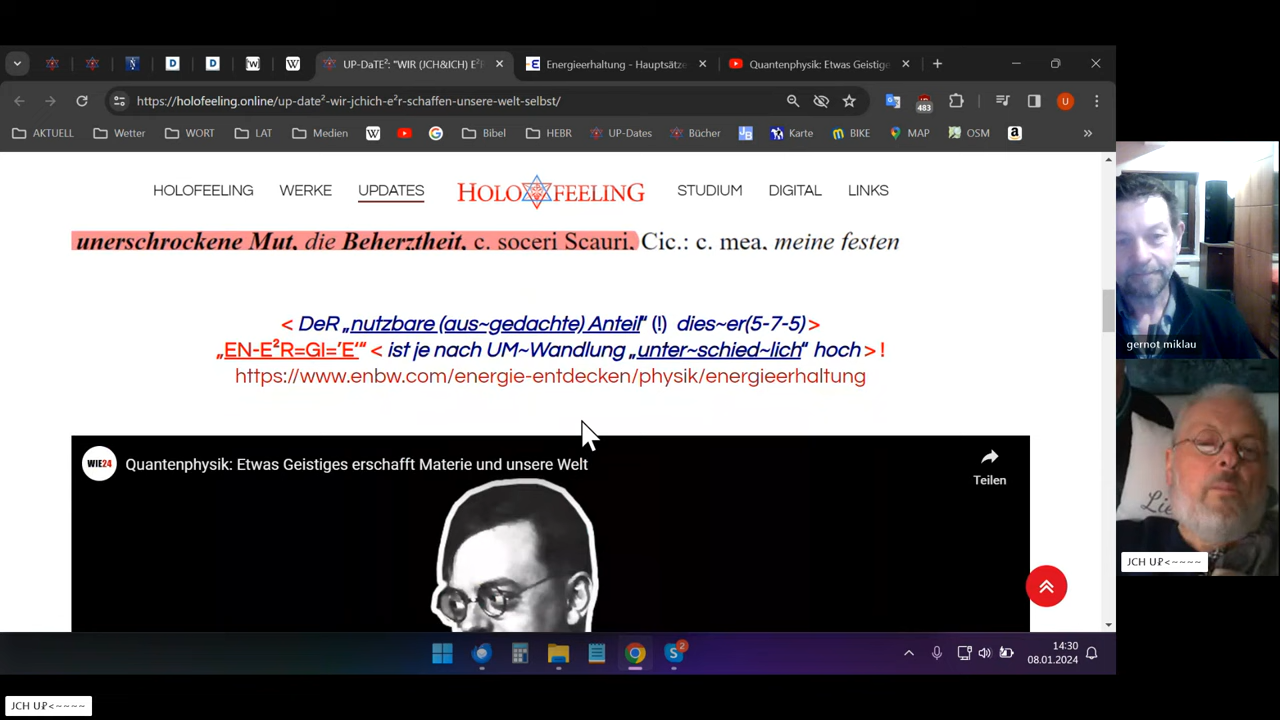 UP-DaTE²: "WIR (JCH&ICH) E²R
Energieerhaltung - Hauptsätze
Quantenphysik: Etwas Geistige
https://holofeeling.online/up-date²-wir-jchich-e²r-schaffen-unsere-welt-selbst/
483
U
AKTUELL Wetter WORT LAT Medien Bibel HEBR UP-Dates Bücher Karte BIKE MAP OSM
HOLOFEELING WERKE UPDATES HOLO FEELING STUDIUM DIGITAL LINKS
unerschrockene Mut, die Beherztheit, c. soceri Scauri, Cic.: c. mea, meine festen
< DeR „nutzbare (aus~gedachte) Anteil“ (!) dies~er(5-7-5)>
„EN-E²R=GI='E'“ < ist je nach UM~Wandlung „unter~schied~lich“ hoch > !
https://www.enbw.com/energie-entdecken/physik/energieerhaltung
WIE24 Quantenphysik: Etwas Geistiges erschafft Materie und unsere Welt
Teilen
gernot miklau
JCH UP<~~~~
2
14:30
08.01.2024
JCH UP<~~~~